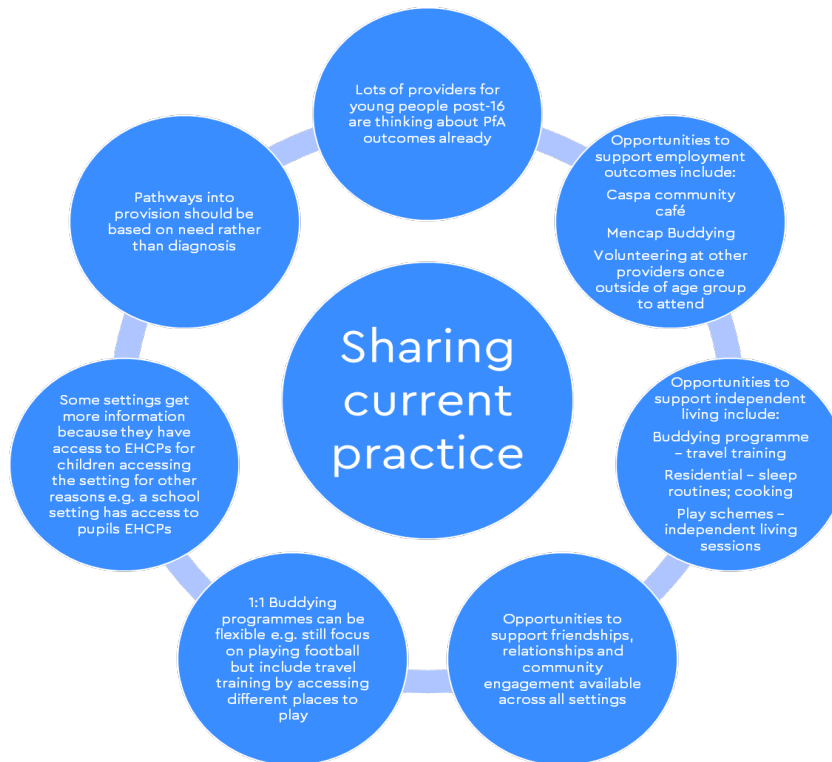 Lots of providers for
young people post-16
are thinking about PfA
outcomes already
Opportunities to
support employment
outcomes include:
Caspa community
café
Mencap Buddying
Volunteering at other
providers once
outside of age group
to attend
Opportunities to
support independent
living include:
Buddying programme
– travel training
Residential – sleep
routines; cooking
Play schemes –
independent living
sessions
Opportunities to
support friendships,
relationships and
community
engagement available
across all settings
1:1 Buddying
programmes can be
flexible e.g. still focus
on playing football
but include travel
training by accessing
different places to
play
Some settings get
more information
because they have
access to EHCPs for
children accessing
the setting for other
reasons e.g. a school
setting has access to
pupils EHCPs
Pathways into
provision should be
based on need rather
than diagnosis
Sharing
current
practice